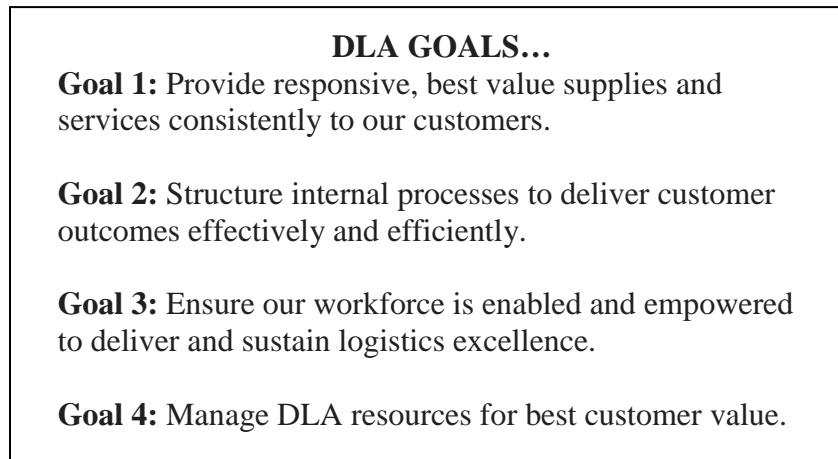 DLA GOALS…
Goal 1: Provide responsive, best value supplies and
services consistently to our customers.
Goal 2: Structure internal processes to deliver customer
outcomes effectively and efficiently.
Goal 3: Ensure our workforce is enabled and empowered
to deliver and sustain logistics excellence.
Goal 4: Manage DLA resources for best customer value.